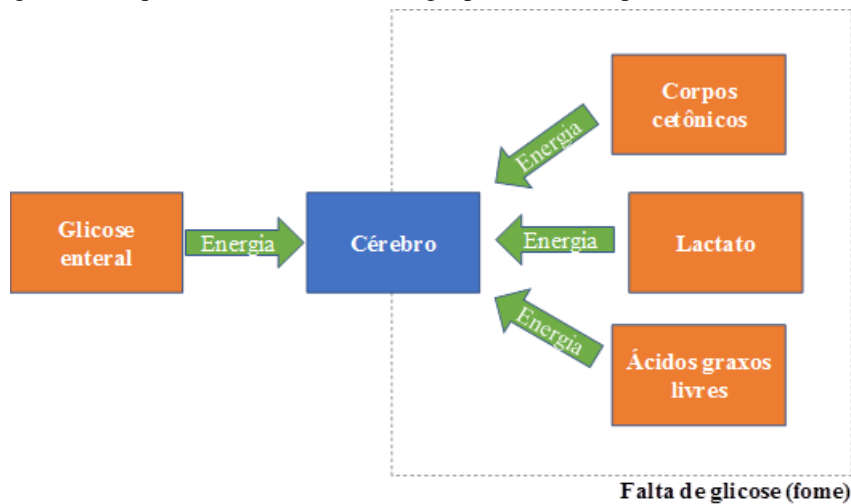 Corpos
cetônicos
Energia
Glicose
enteral
Energia
Cérebro
Energia
Lactato
Energia
Ácidos graxos
livres
Falta de glicose (fome)